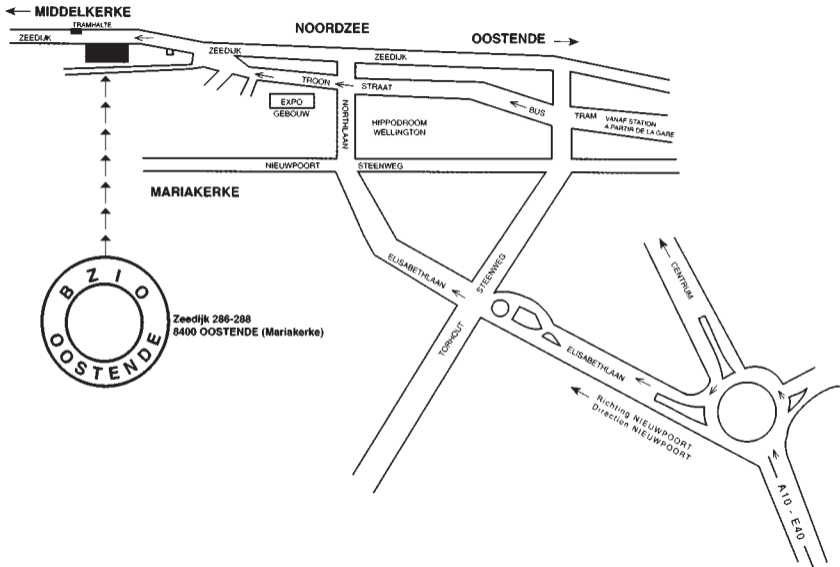 MIDDELKERKE
TRAMHALTE
ZEEDIJK
NOORDZEE
OOSTENDE
ZEEDIJK
ZEEDIJK
TROON
STRAAT
BUS
TRAM
VANAF STATION
A PARTIR DE LA GARE
EXPO
GEBOUW
NORTHLAAN
HIPPODROOM
WELLINGTON
NIEUWPOORT
STEENWEG
MARIAKERKE
ELISABETHLAAN
STEENWEG
TORHOUT
CENTRUM
ELISABETHLAAN
Richting NIEUWPOORT
Direction NIEUWPOORT
A10 - E40
BZIO
OOSTENDE
Zeedijk 286-288
8400 OOSTENDE (Mariakerke)